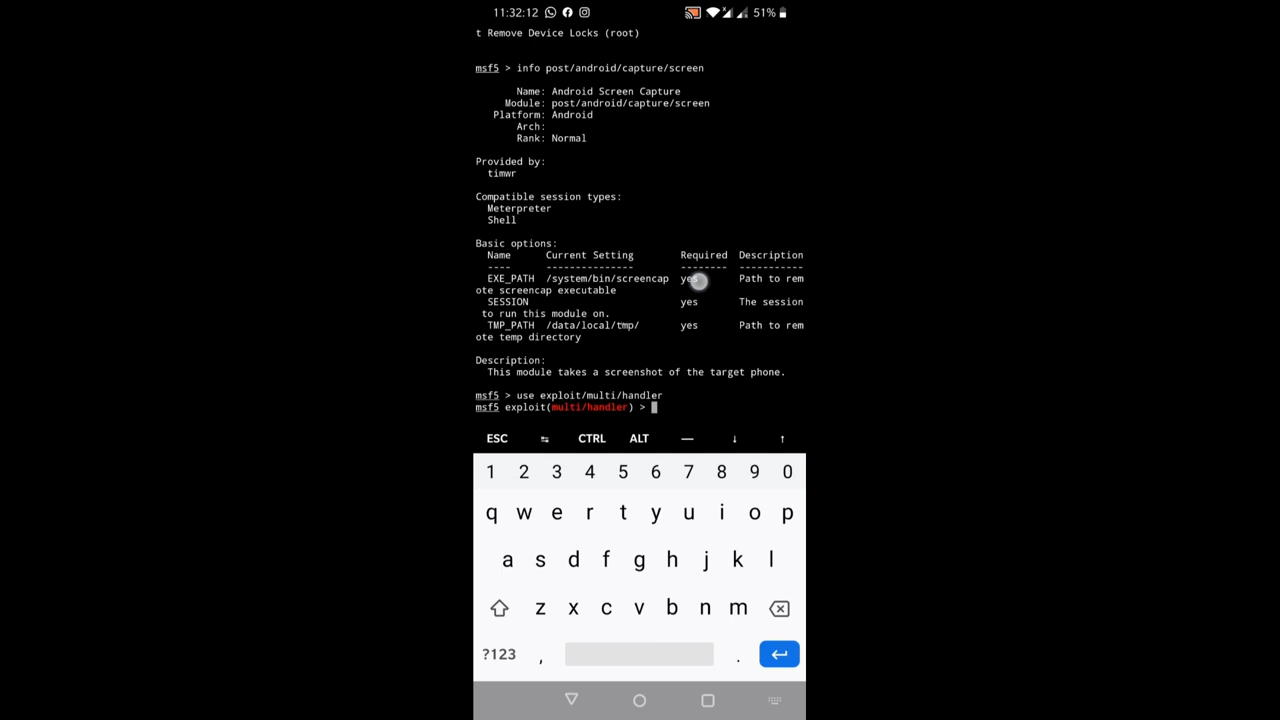 11:32:12 51%
t Remove Device Locks (root)
msf5 > info post/android/capture/screen
Name: Android Screen Capture
Module: post/android/capture/screen
Platform: Android
Arch:
Rank: Normal
Provided by:
timwr
Compatible session types:
Meterpreter
Shell
Basic options:
Name Current Setting Required Description
---- --------------- -------- -----------
EXE_PATH /system/bin/screencap yes Path to rem
ote screencap executable
SESSION yes The session
to run this module on.
TMP_PATH /data/local/tmp/ yes Path to rem
ote temp directory
Description:
This module takes a screenshot of the target phone.
msf5 > use exploit/multi/handler
msf5 exploit(multi/handler) >
ESC ⇆ CTRL ALT — ↓ ↑
1 2 3 4 5 6 7 8 9 0
q w e r t y u i o p
a s d f g h j k l
z x c v b n m
?123 , .